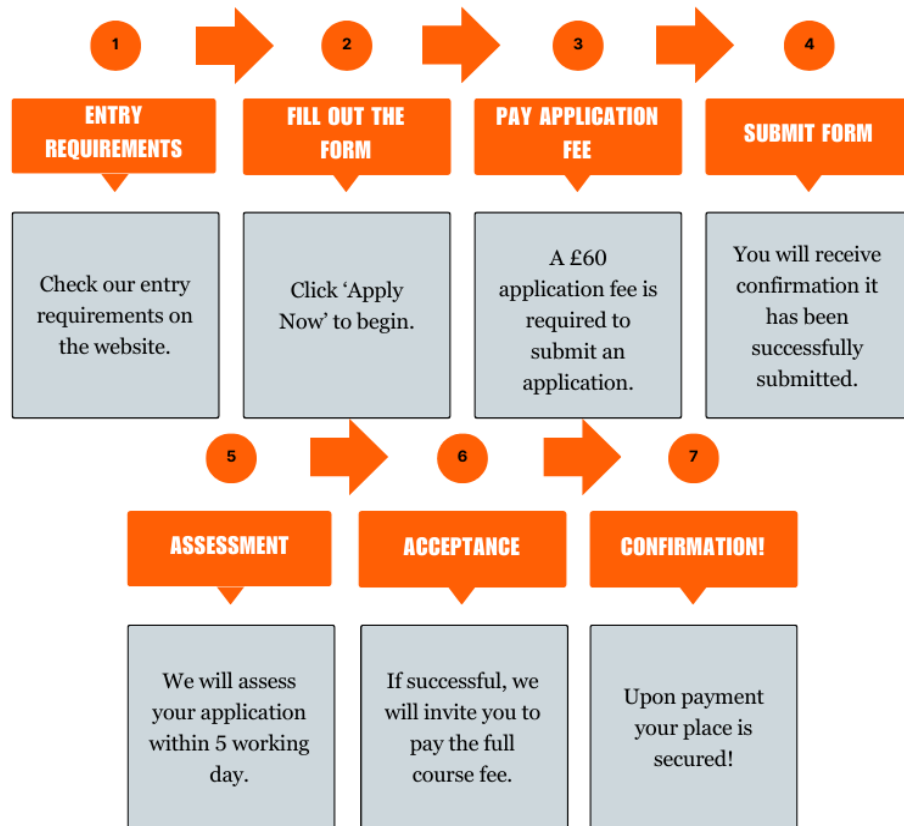 1
2
3
4
ENTRY
REQUIREMENTS
FILL OUT THE
FORM
PAY APPLICATION
FEE
SUBMIT FORM
Check our entry
requirements on
the website.
Click ‘Apply
Now’ to begin.
A £60
application fee is
required to
submit an
application.
You will receive
confirmation it
has been
successfully
submitted.
5
6
7
ASSESSMENT
ACCEPTANCE
CONFIRMATION!
We will assess
your application
within 5 working
day.
If successful, we
will invite you to
pay the full
course fee.
Upon payment
your place is
secured!